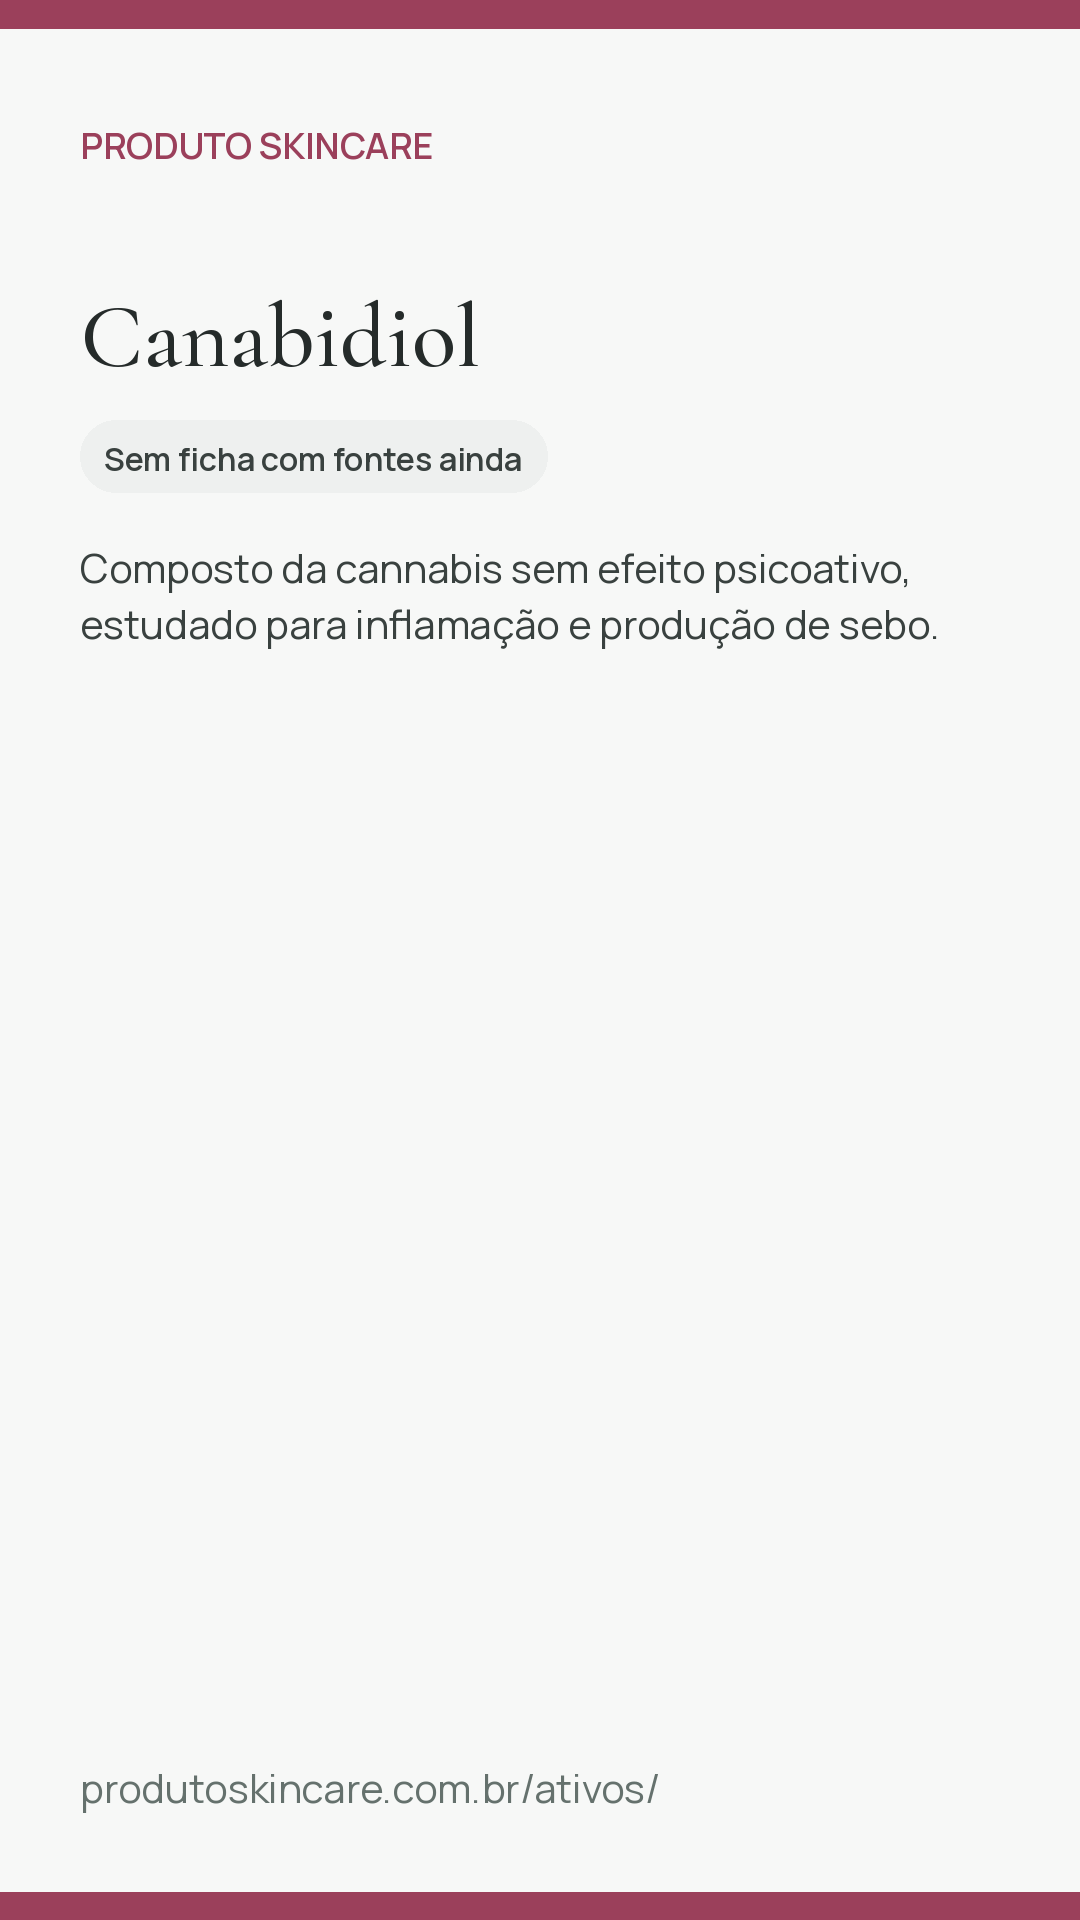 PRODUTO SKINCARE
Canabidiol
Sem ficha com fontes ainda
Composto da cannabis sem efeito psicoativo,
estudado para inflamação e produção de sebo.
produtoskincare.com.br/ativos/